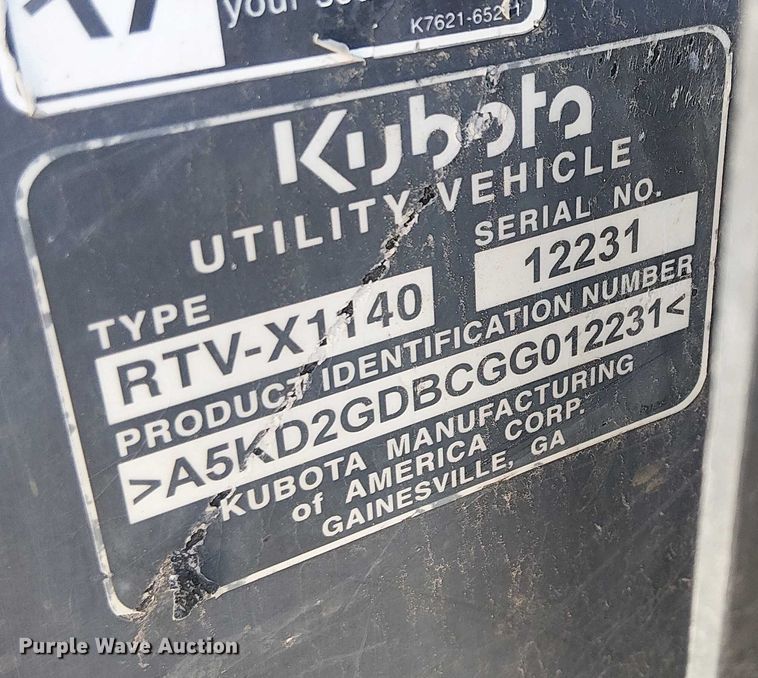 your
K7621-65211
Kubota
UTILITY VEHICLE
TYPE
SERIAL NO.
RTV-X1140
12231
PRODUCT IDENTIFICATION NUMBER
>A5KD2GDBCGG012231<
KUBOTA MANUFACTURING
of AMERICA CORP.
GAINESVILLE, GA
Purple Wave Auction